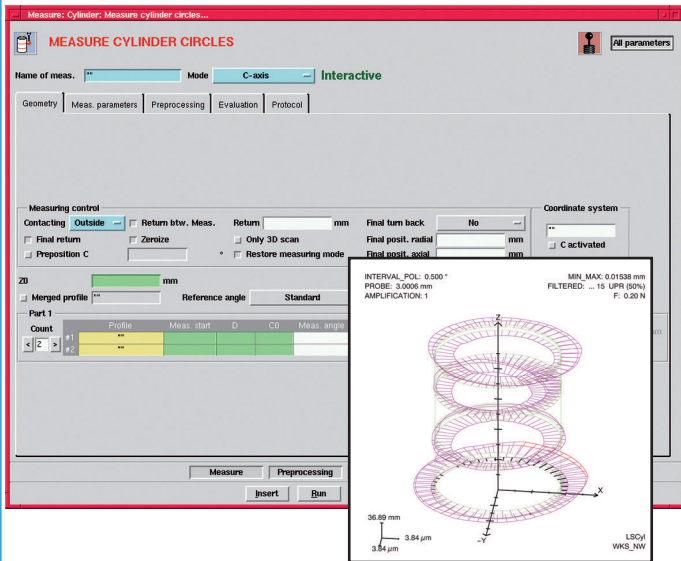 Measure: Cylinder: Measure cylinder circles...
MEASURE CYLINDER CIRCLES
All parameters
Name of meas. "" Mode C-axis Interactive
Geometry Meas. parameters Preprocessing Evaluation Protocol
Measuring control
Contacting Outside Return btw. Meas. Return mm Final turn back No
Final return Zeroize Only 3D scan Final posit. radial mm
Preposition C ° Restore measuring mode Final posit. axial mm
Coordinate system
""
C activated
Z0 mm
Merged profile "" Reference angle Standard
Part 1
Count Profile Meas. start D C0 Meas. angle
< 2 > #1 ""
#2 ""
m
Measure Preprocessing
Insert Run
INTERVAL_POL: 0.500 ° MIN_MAX: 0.01538 mm
PROBE: 3.0006 mm FILTERED: ... 15 UPR (50%)
AMPLIFICATION: 1 F: 0.20 N
Z
X
-Y
36.89 mm
3.84 µm
3.84 µm
LSCyl
WKS_NW